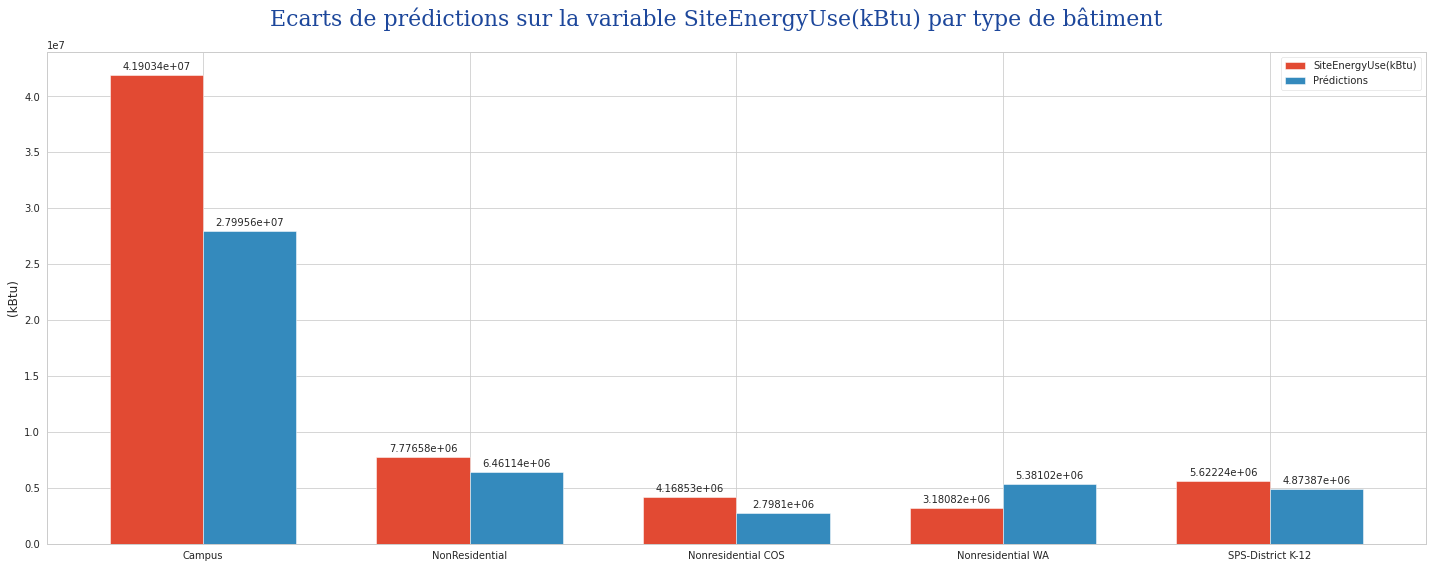 Ecarts de prédictions sur la variable SiteEnergyUse(kBtu) par type de bâtiment
1e7
SiteEnergyUse(kBtu)
Prédictions
(kBtu)
4.0
3.5
3.0
2.5
2.0
1.5
1.0
0.5
0.0
4.19034e+07
2.79956e+07
7.77658e+06
6.46114e+06
4.16853e+06
2.7981e+06
3.18082e+06
5.38102e+06
5.62224e+06
4.87387e+06
Campus
NonResidential
Nonresidential COS
Nonresidential WA
SPS-District K-12